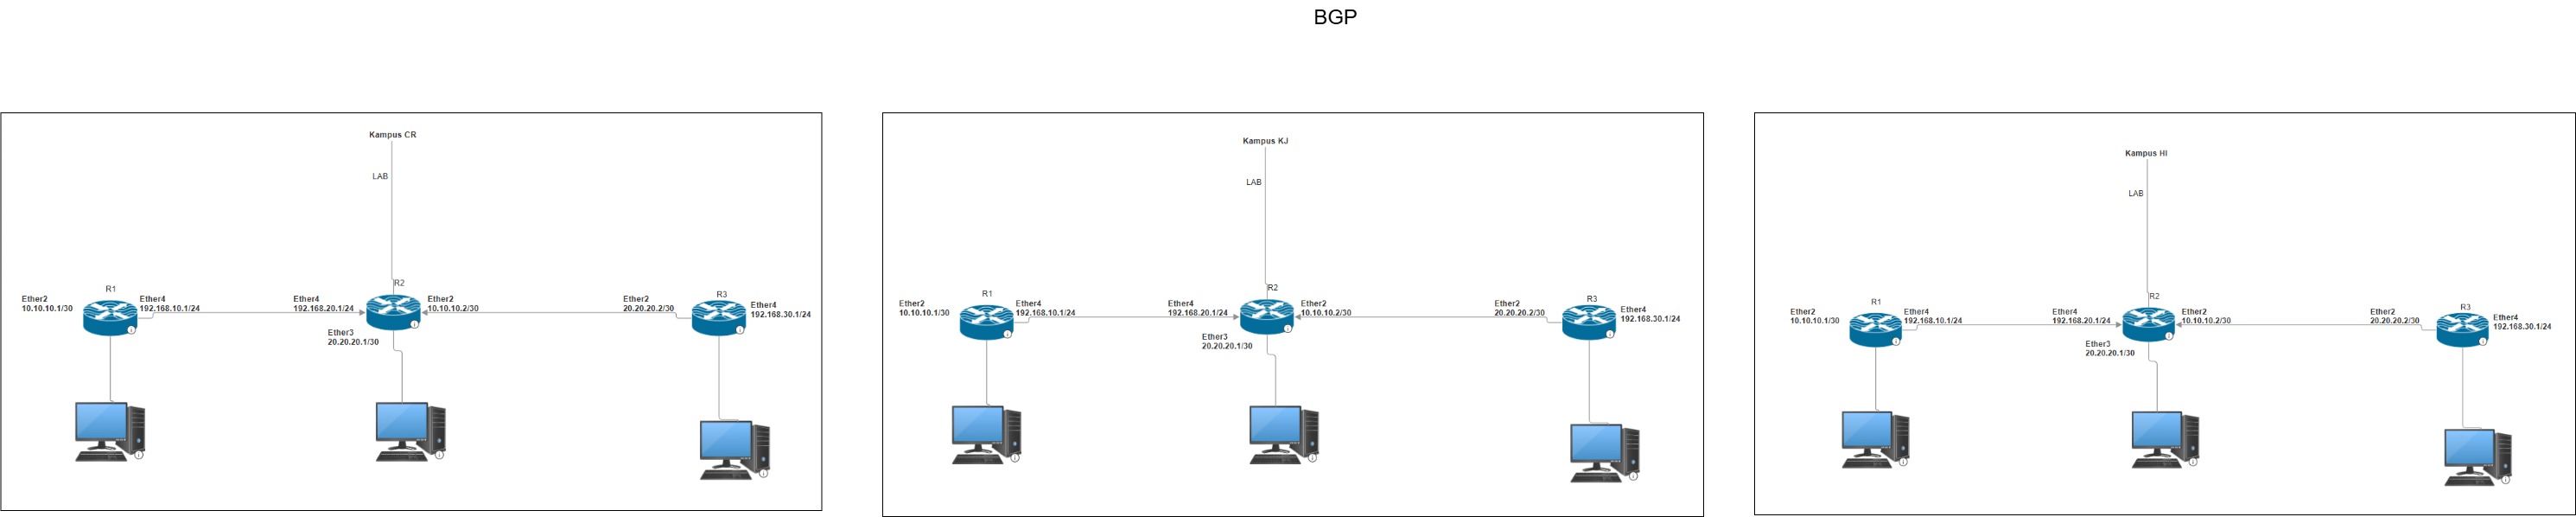 BGP
Kampus CR
LAB
R1
R2
R3
Ether2
10.10.10.1/30
Ether4
192.168.10.1/24
Ether4
192.168.20.1/24
Ether2
10.10.10.2/30
Ether3
20.20.20.1/30
Ether2
20.20.20.2/30
Ether4
192.168.30.1/24
Kampus KJ
LAB
R1
R2
R3
Ether2
10.10.10.1/30
Ether4
192.168.10.1/24
Ether4
192.168.20.1/24
Ether2
10.10.10.2/30
Ether3
20.20.20.1/30
Ether2
20.20.20.2/30
Ether4
192.168.30.1/24
Kampus HI
LAB
R1
R2
R3
Ether2
10.10.10.1/30
Ether4
192.168.10.1/24
Ether4
192.168.20.1/24
Ether2
10.10.10.2/30
Ether3
20.20.20.1/30
Ether2
20.20.20.2/30
Ether4
192.168.30.1/24